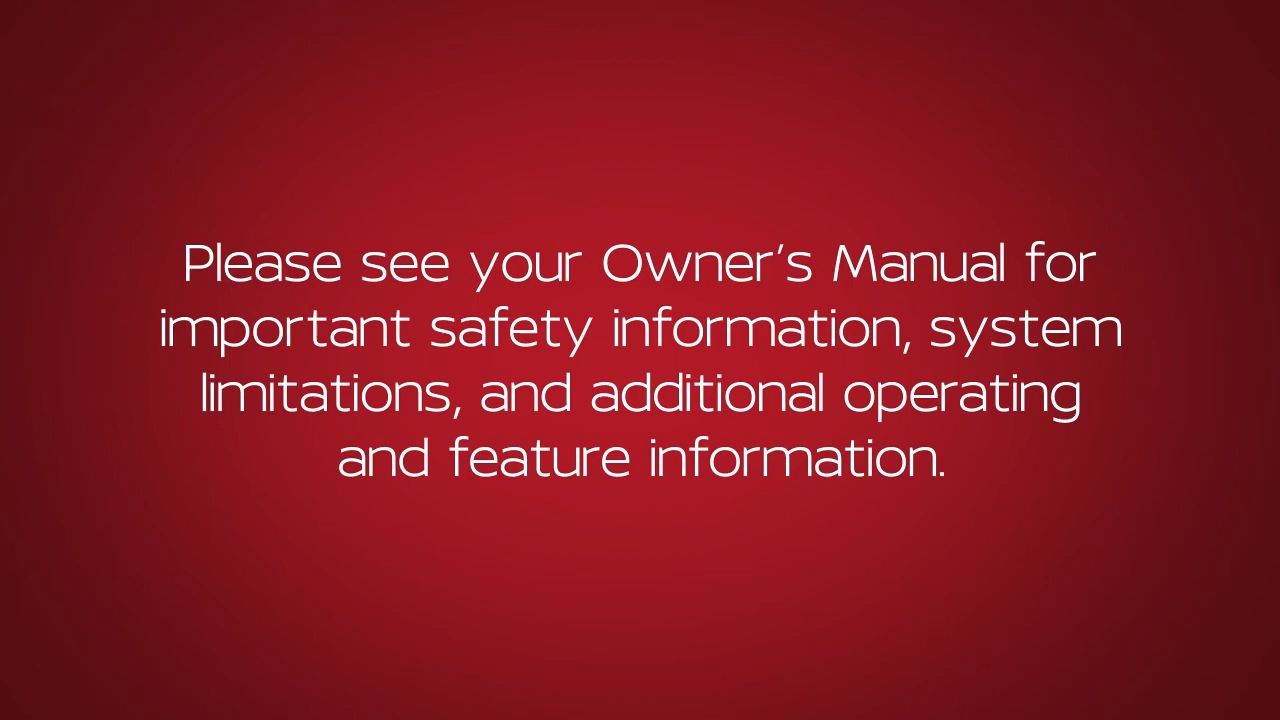 Please see your Owner’s Manual for
important safety information, system
limitations, and additional operating
and feature information.